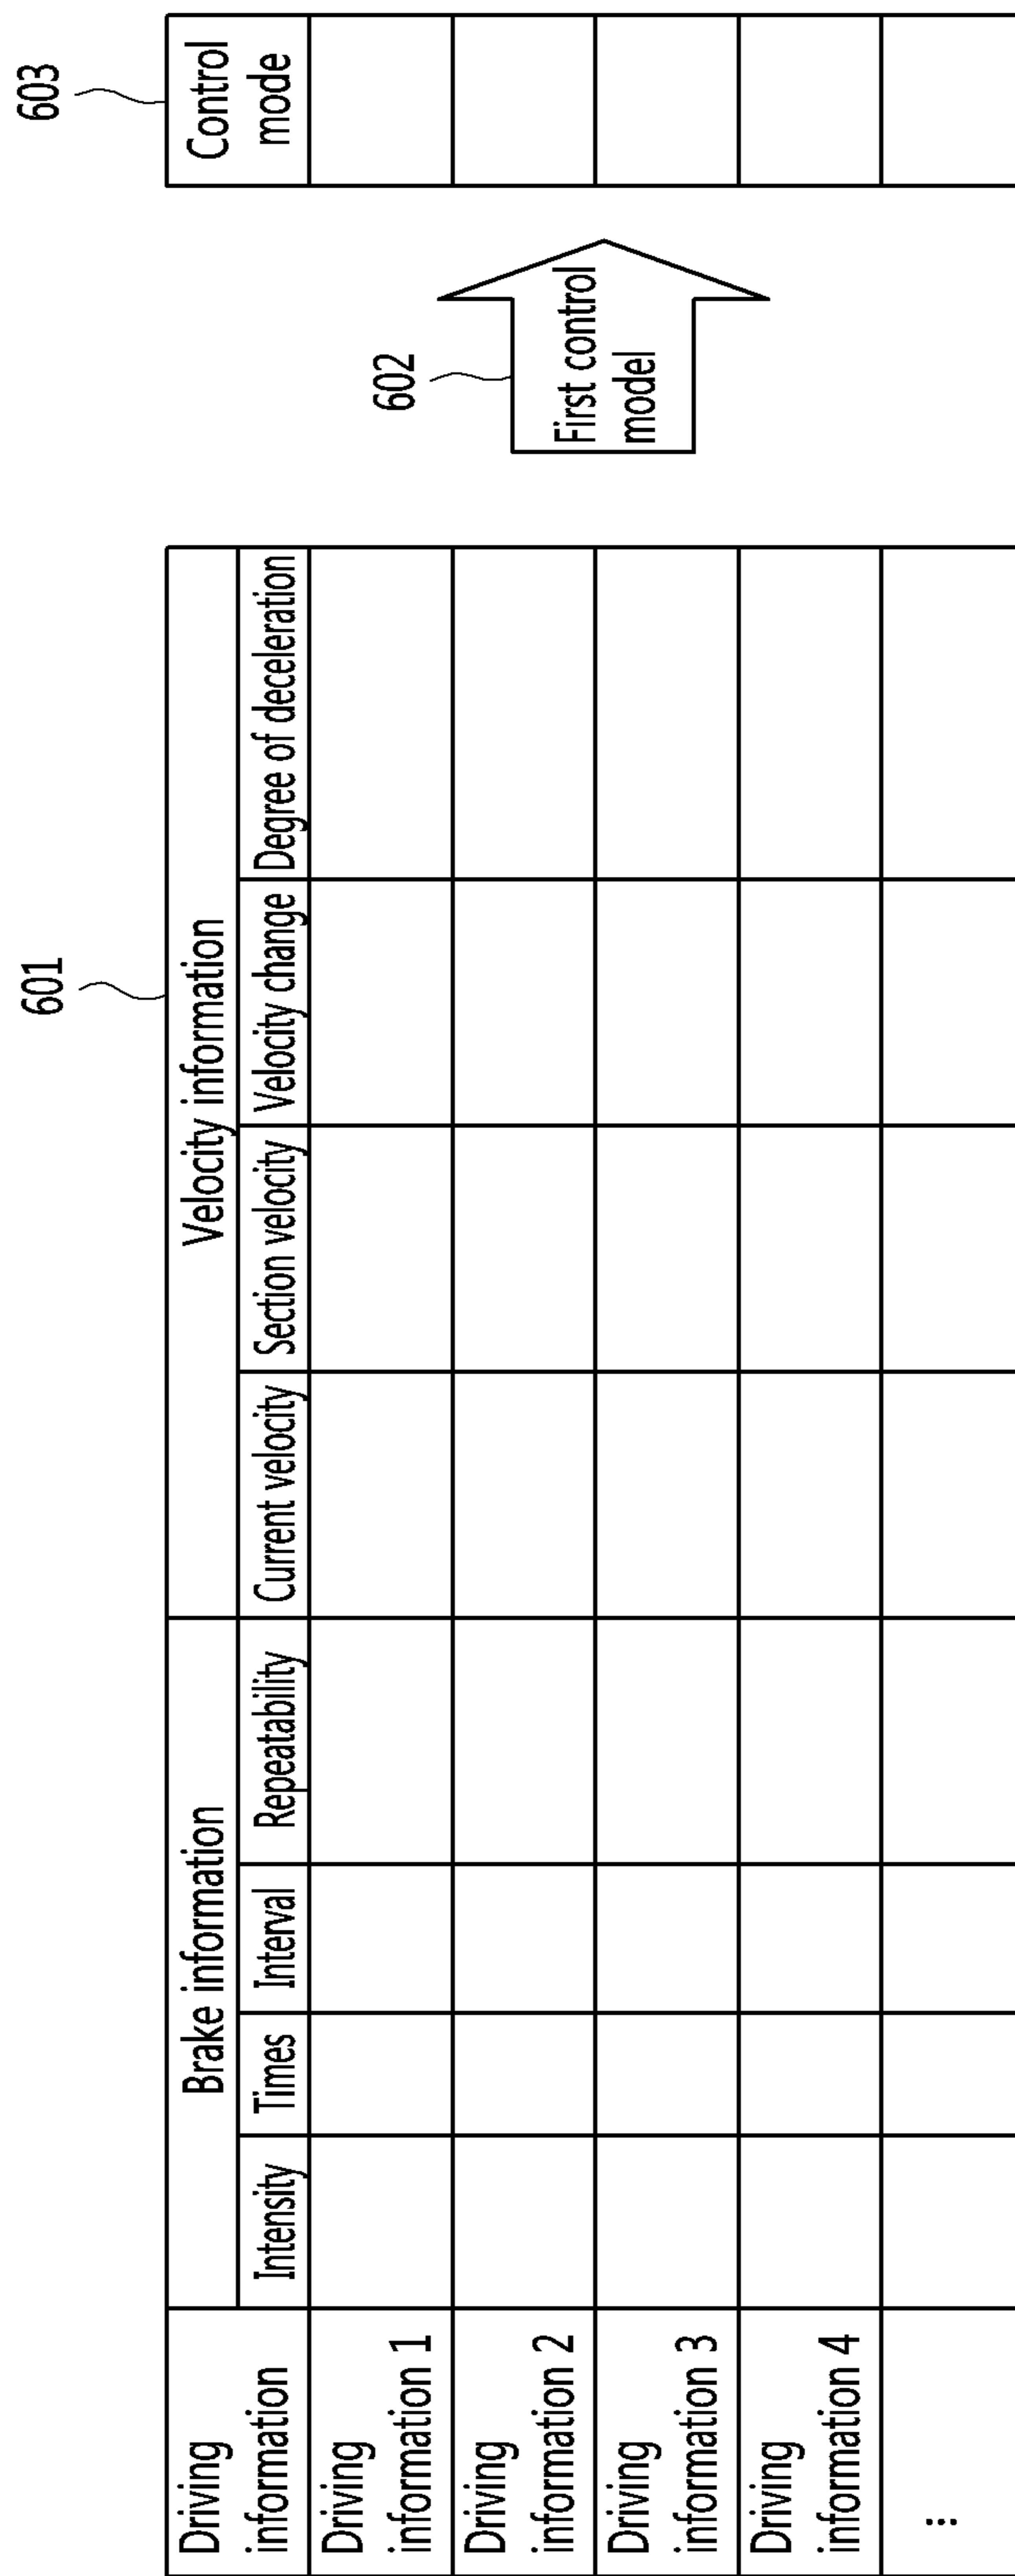 601
603
Driving
information
Brake information
Velocity information
Control
mode
Intensity
Times
Interval
Repeatability
Current velocity
Section velocity
Velocity change
Degree of deceleration
Driving
information 1
Driving
information 2
602
First control
model
Driving
information 3
Driving
information 4
⋮